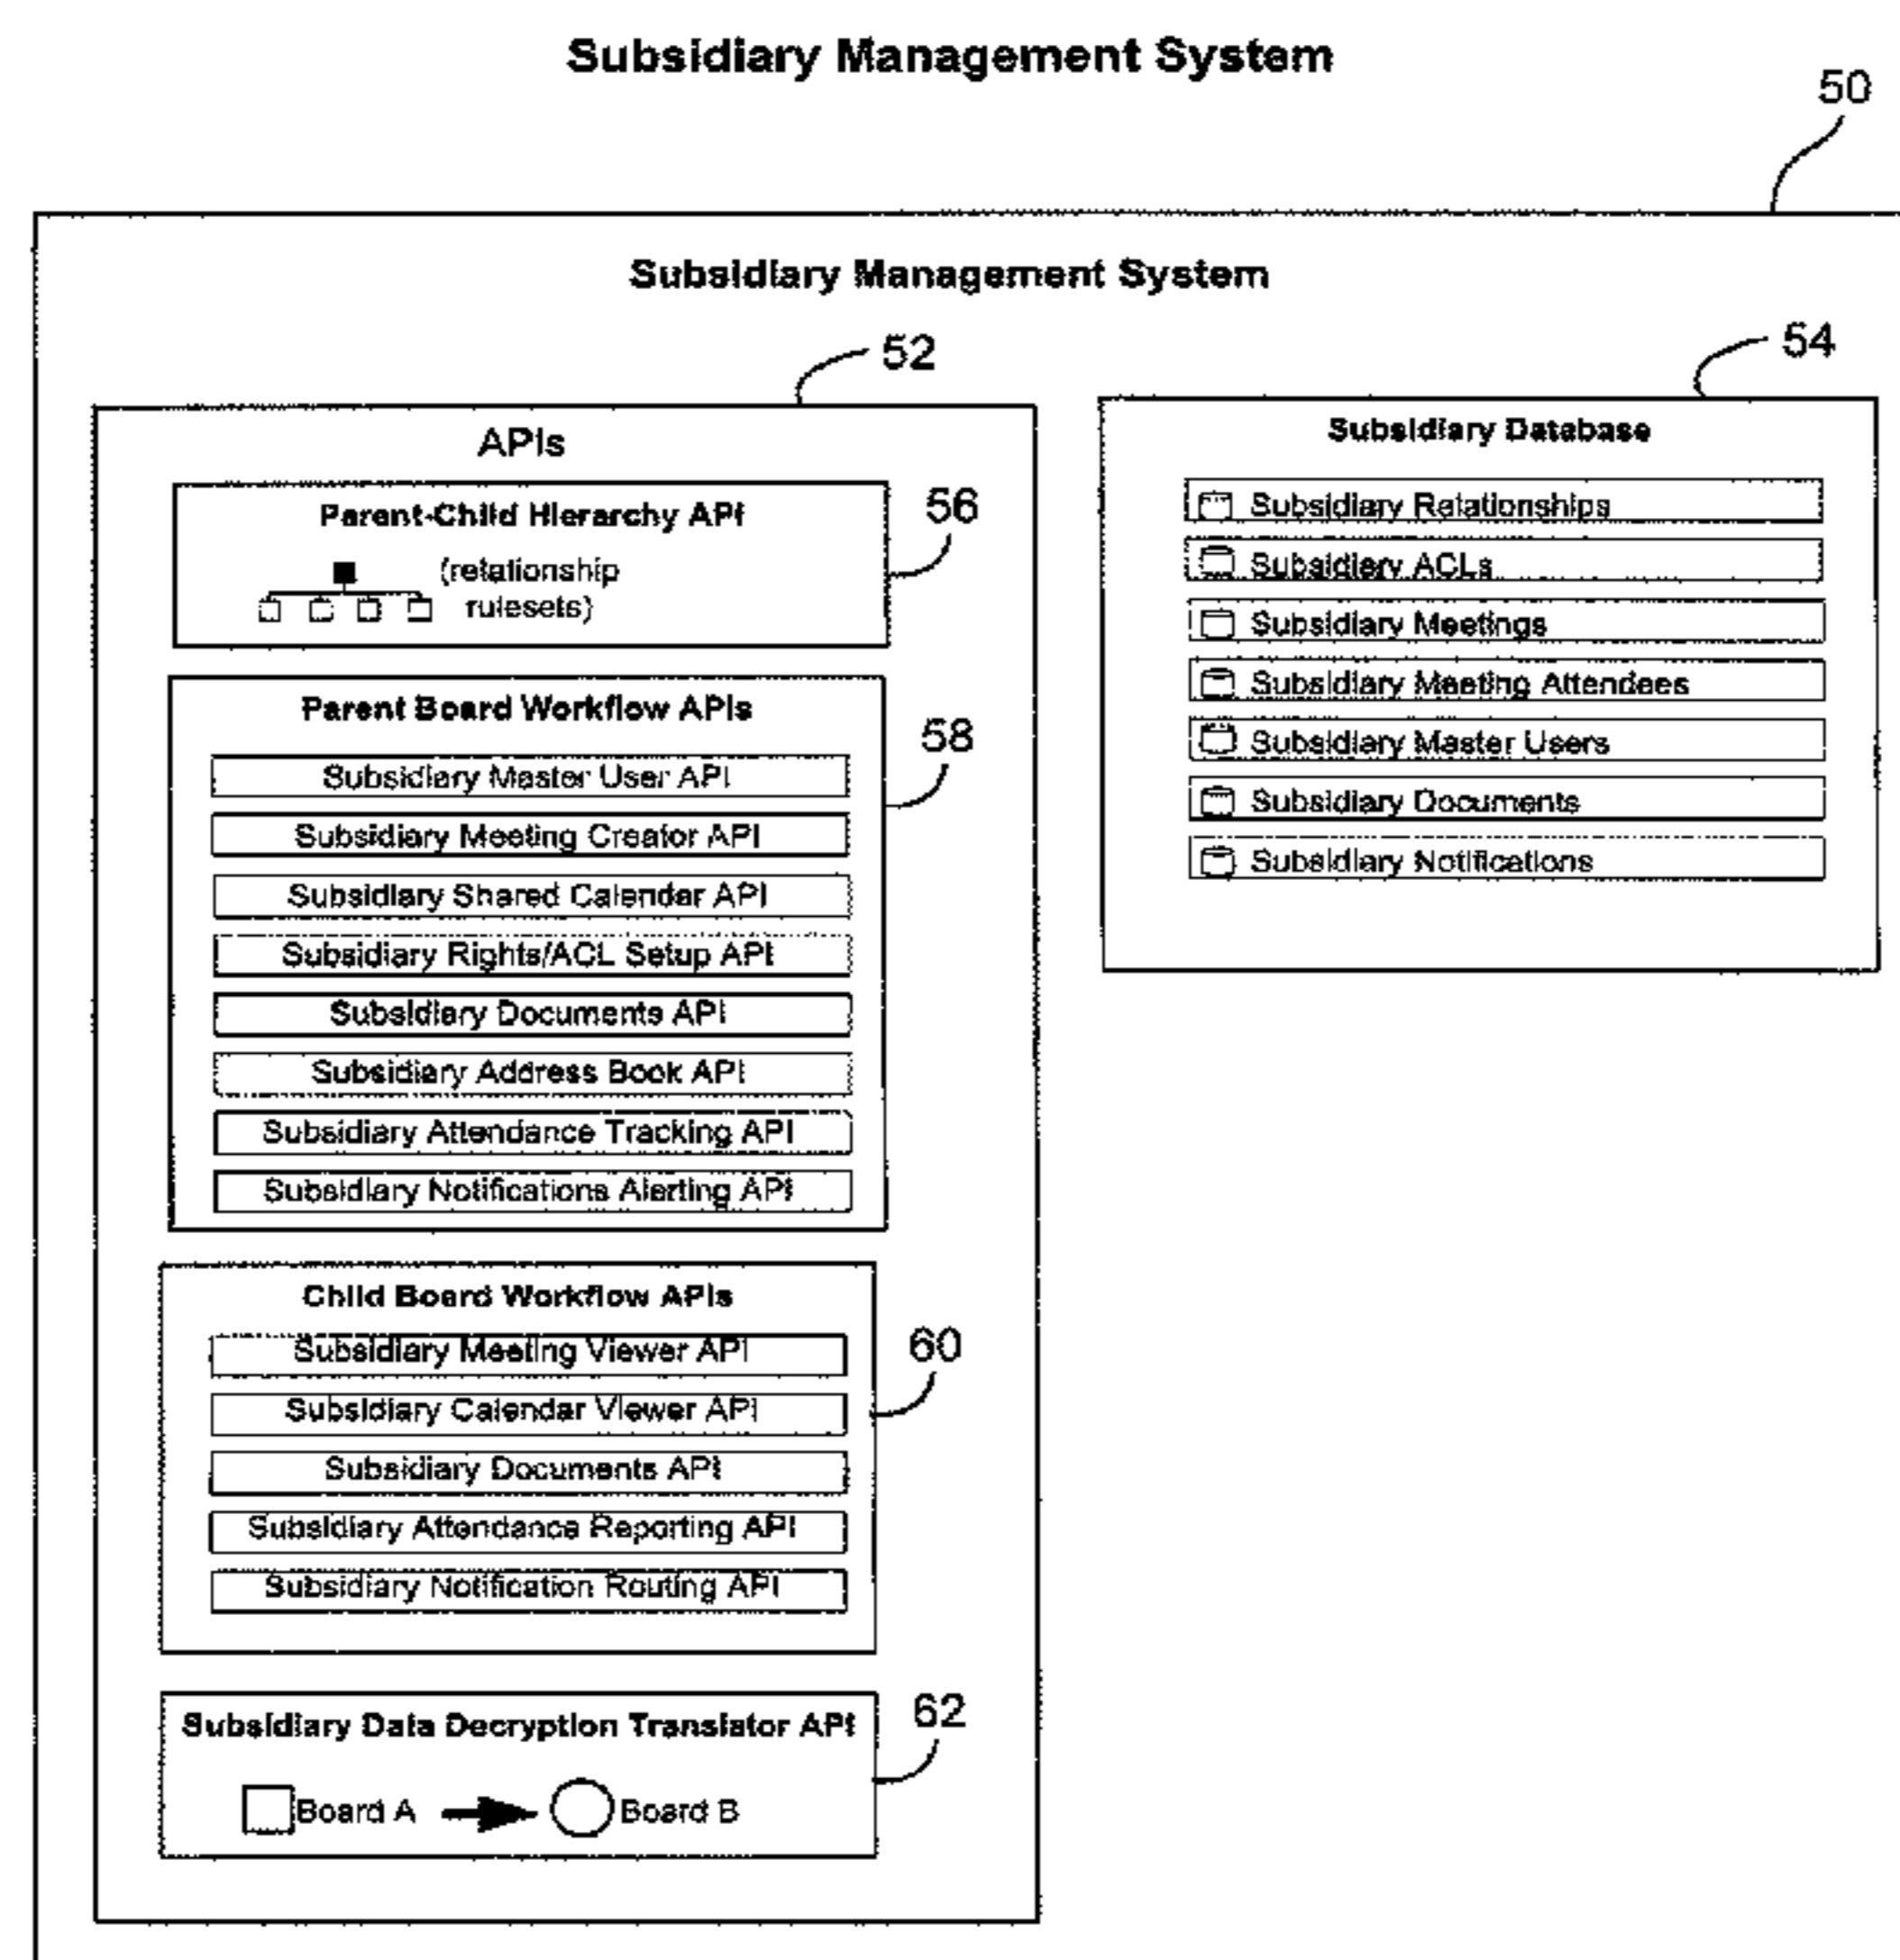 Subsidiary Management System
50
Subsidiary Management System
52
54
APIs
Parent-Child Hierarchy API
(relationship
rulesets)
56
Parent Board Workflow APIs
58
Subsidiary Master User API
Subsidiary Meeting Creator API
Subsidiary Shared Calendar API
Subsidiary Rights/ACL Setup API
Subsidiary Documents API
Subsidiary Address Book API
Subsidiary Attendance Tracking API
Subsidiary Notifications Alerting API
Child Board Workflow APIs
Subsidiary Meeting Viewer API
60
Subsidiary Calendar Viewer API
Subsidiary Documents API
Subsidiary Attendance Reporting API
Subsidiary Notification Routing API
62
Subsidiary Data Decryption Translator API
Board A
Board B
Subsidiary Database
Subsidiary Relationships
Subsidiary ACLs
Subsidiary Meetings
Subsidiary Meeting Attendees
Subsidiary Master Users
Subsidiary Documents
Subsidiary Notifications